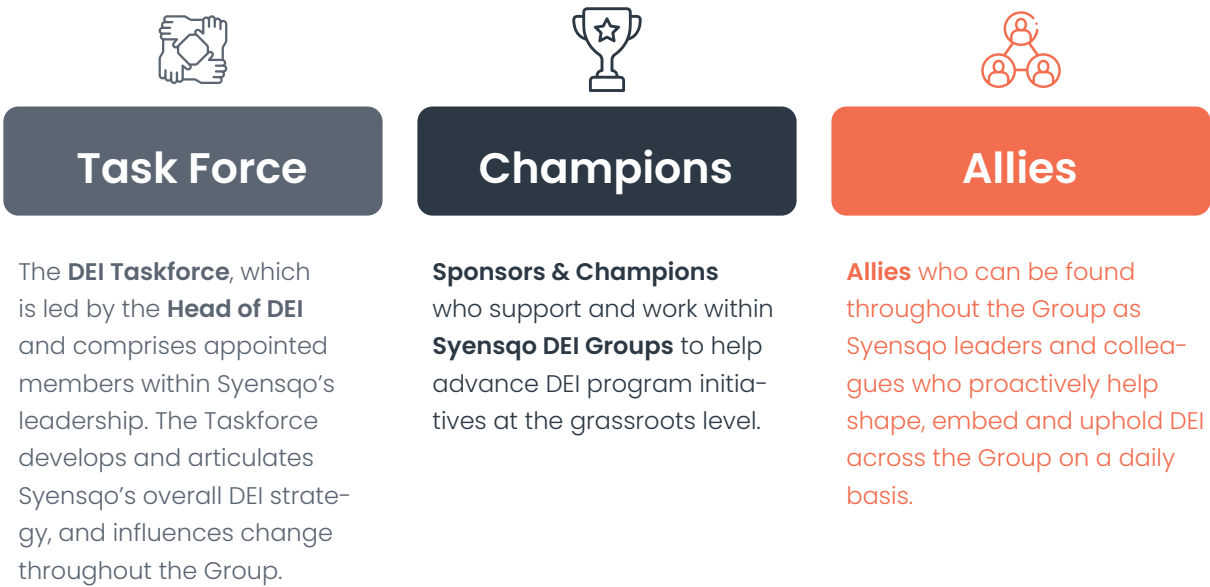 Task Force
The DEI Taskforce, which
is led by the Head of DEI
and comprises appointed
members within Syensqo’s
leadership. The Taskforce
develops and articulates
Syensqo’s overall DEI strate-
gy, and influences change
throughout the Group.
Champions
Sponsors & Champions
who support and work within
Syensqo DEI Groups to help
advance DEI program initia-
tives at the grassroots level.
Allies
Allies who can be found
throughout the Group as
Syensqo leaders and collea-
gues who proactively help
shape, embed and uphold DEI
across the Group on a daily
basis.